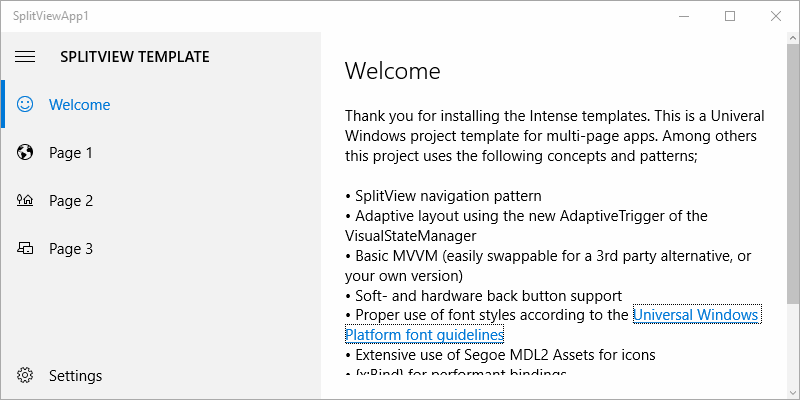 SplitViewApp1
SPLITVIEW TEMPLATE
Welcome
Page 1
Page 2
Page 3
Settings
Welcome
Thank you for installing the Intense templates. This is a Univeral
Windows project template for multi-page apps. Among others
this project uses the following concepts and patterns;
• SplitView navigation pattern
• Adaptive layout using the new AdaptiveTrigger of the
VisualStateManager
• Basic MVVM (easily swappable for a 3rd party alternative, or
your own version)
• Soft- and hardware back button support
• Proper use of font styles according to the Universal Windows
Platform font guidelines
• Extensive use of Segoe MDL2 Assets for icons
• {x:Bind} for performant bindings